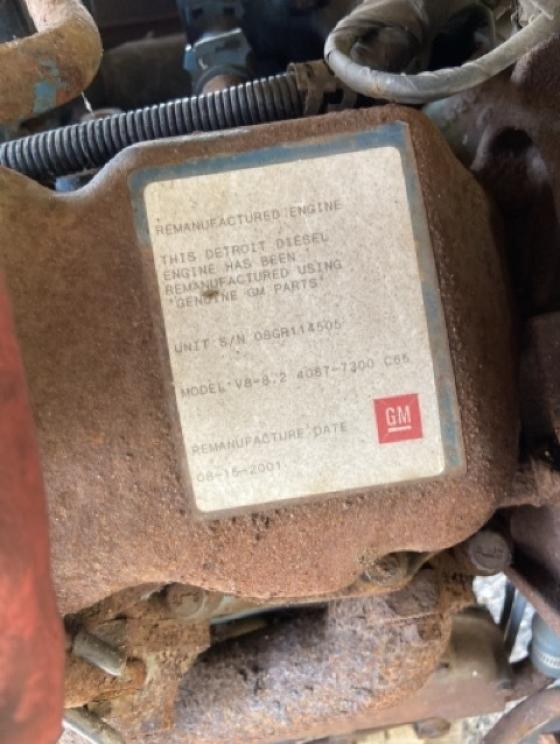 REMANUFACTURED ENGINE
THIS DETROIT DIESEL
ENGINE HAS BEEN
REMANUFACTURED USING
"GENUINE GM PARTS"
UNIT S/N 08GR114505
MODEL V8-8.2 4087-7300 C65
GM
REMANUFACTURE DATE
08-15-2001